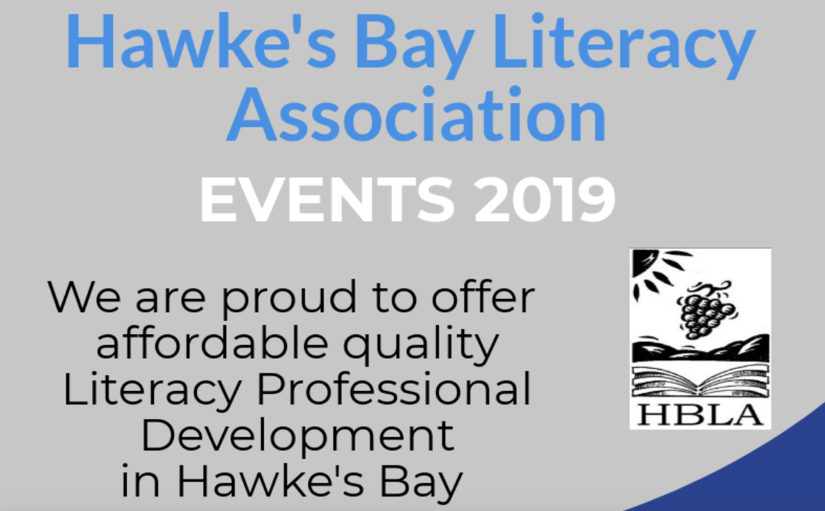 Hawke's Bay Literacy
Association
EVENTS 2019
We are proud to offer
affordable quality
Literacy Professional
Development
in Hawke's Bay
HBLA